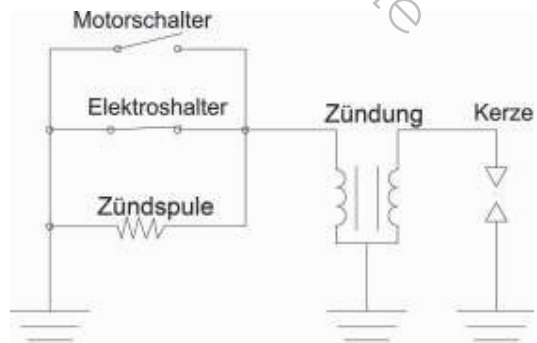 Motorschalter
Elektroshalter
Zündung
Kerze
Zündspule